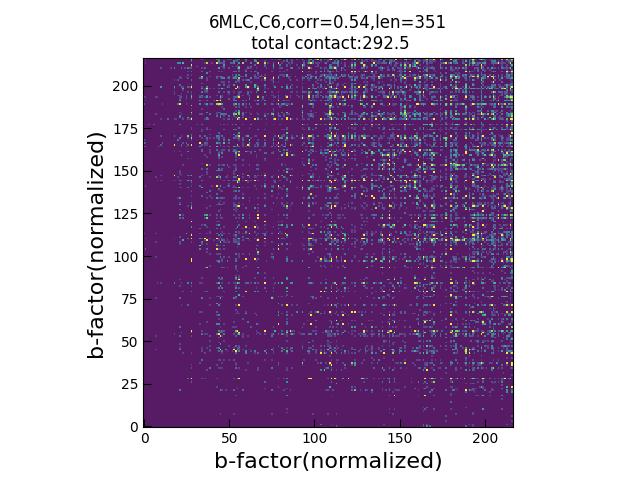 6MLC,C6,corr=0.54,len=351
total contact:292.5
b-factor(normalized)
200
175
150
125
100
75
50
25
0
0 50 100 150 200
b-factor(normalized)